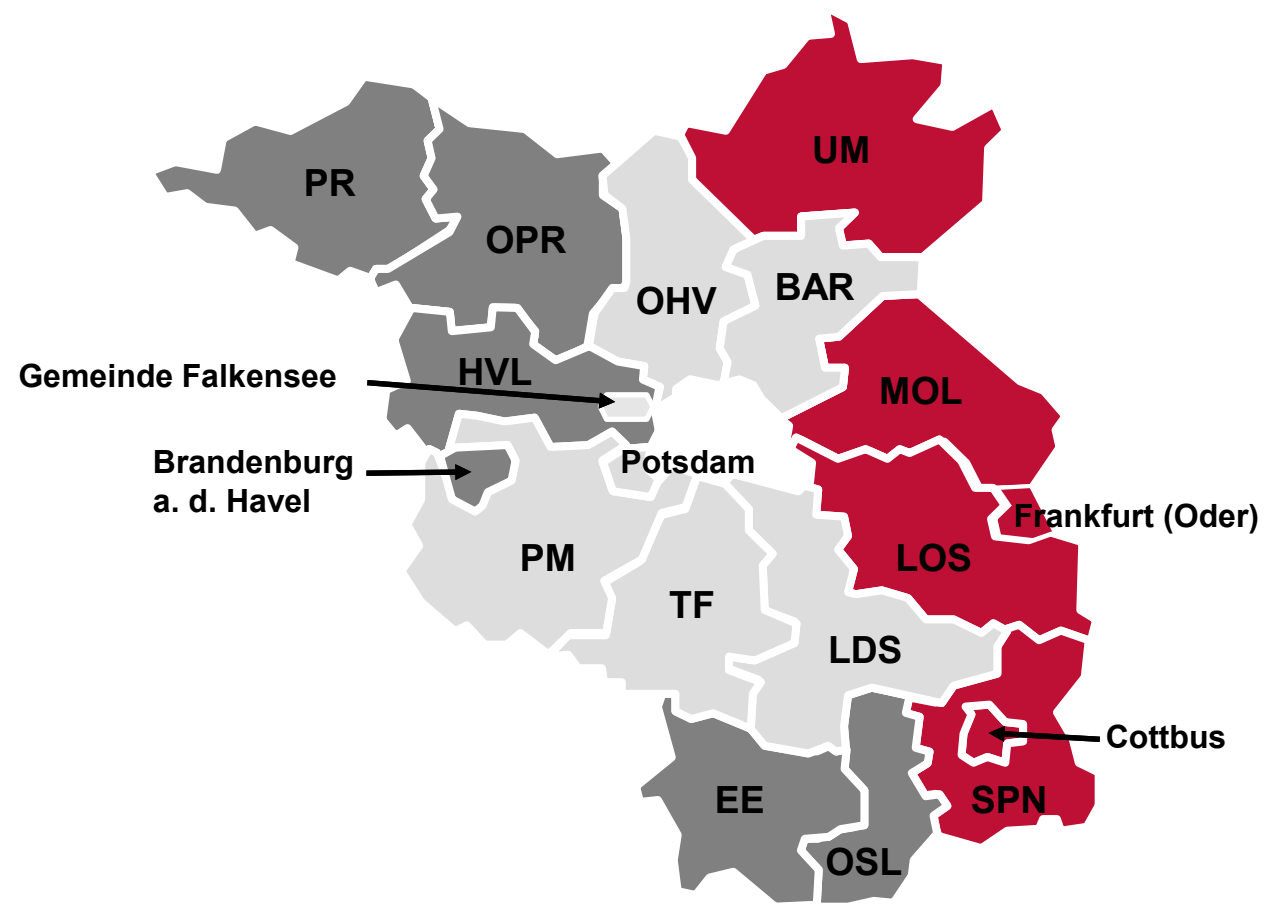 UM
PR
OPR
OHV
BAR
HVL
Gemeinde Falkensee
MOL
Brandenburg
a. d. Havel
Potsdam
Frankfurt (Oder)
PM
LOS
TF
LDS
Cottbus
EE
SPN
OSL